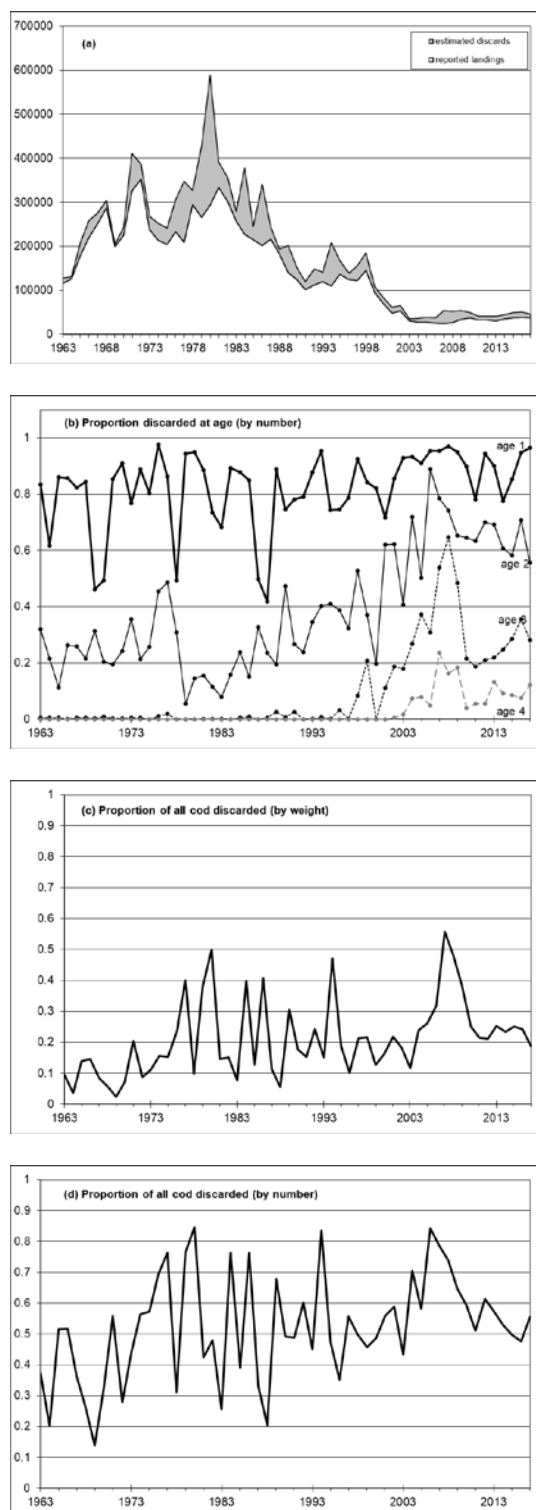 (a)
estimated discards
reported landings
700000
600000
500000
400000
300000
200000
100000
0
1963 1968 1973 1978 1983 1988 1993 1998 2003 2008 2013
(b) Proportion discarded at age (by number)
1
0.8
0.6
0.4
0.2
0
age 1
age 2
age 3
age 4
1963 1973 1983 1993 2003 2013
(c) Proportion of all cod discarded (by weight)
1
0.9
0.8
0.7
0.6
0.5
0.4
0.3
0.2
0.1
0
1963 1973 1983 1993 2003 2013
(d) Proportion of all cod discarded (by number)
1
0.9
0.8
0.7
0.6
0.5
0.4
0.3
0.2
0.1
0
1963 1973 1983 1993 2003 2013